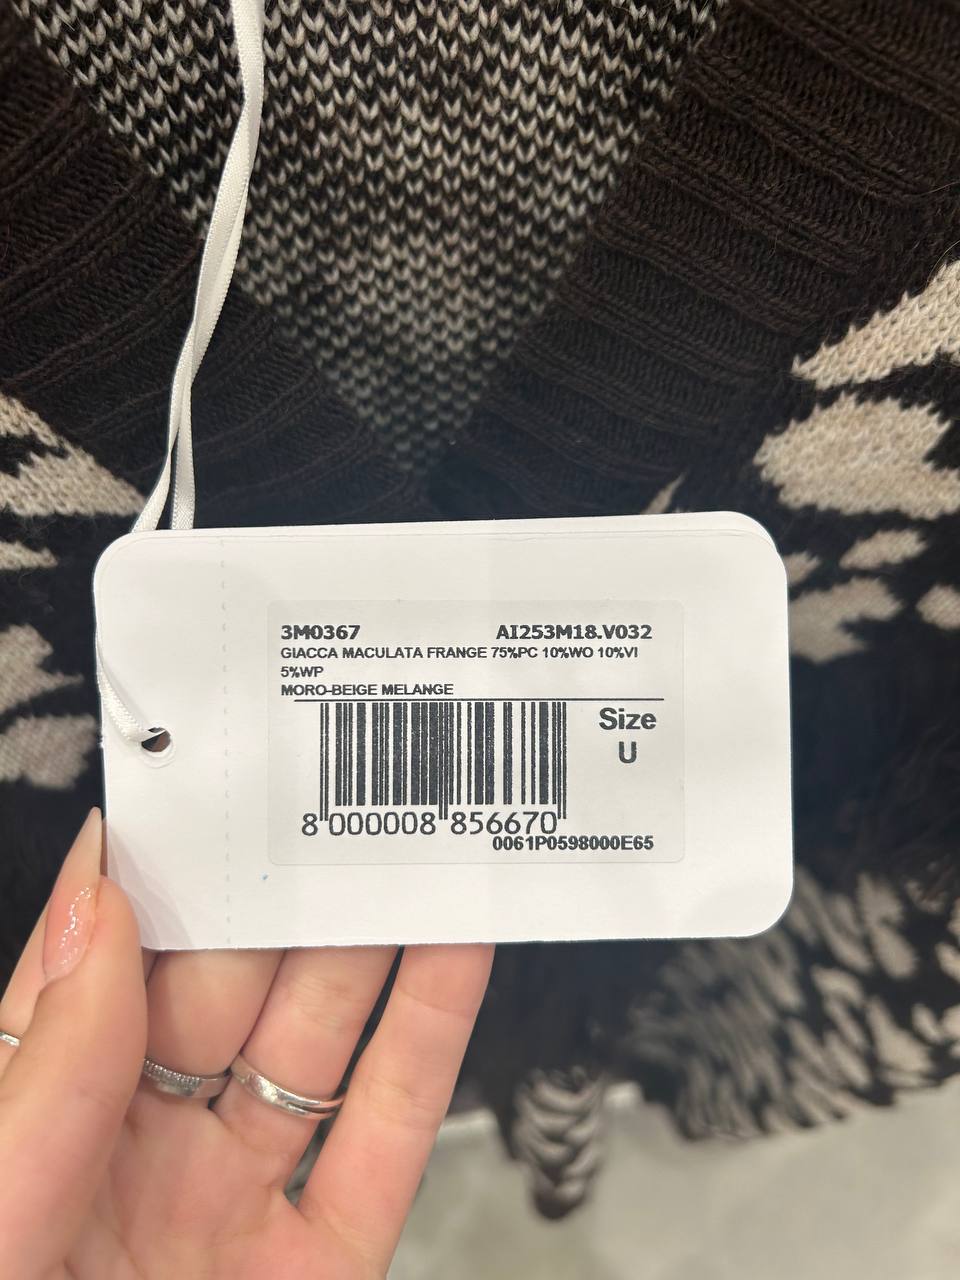 3M0367 AI253M18.V032
GIACCA MACULATA FRANGE 75%PC 10%WO 10%VI
5%WP
MORO-BEIGE MELANGE
Size
U
8 000008 856670
0061P0598000E65